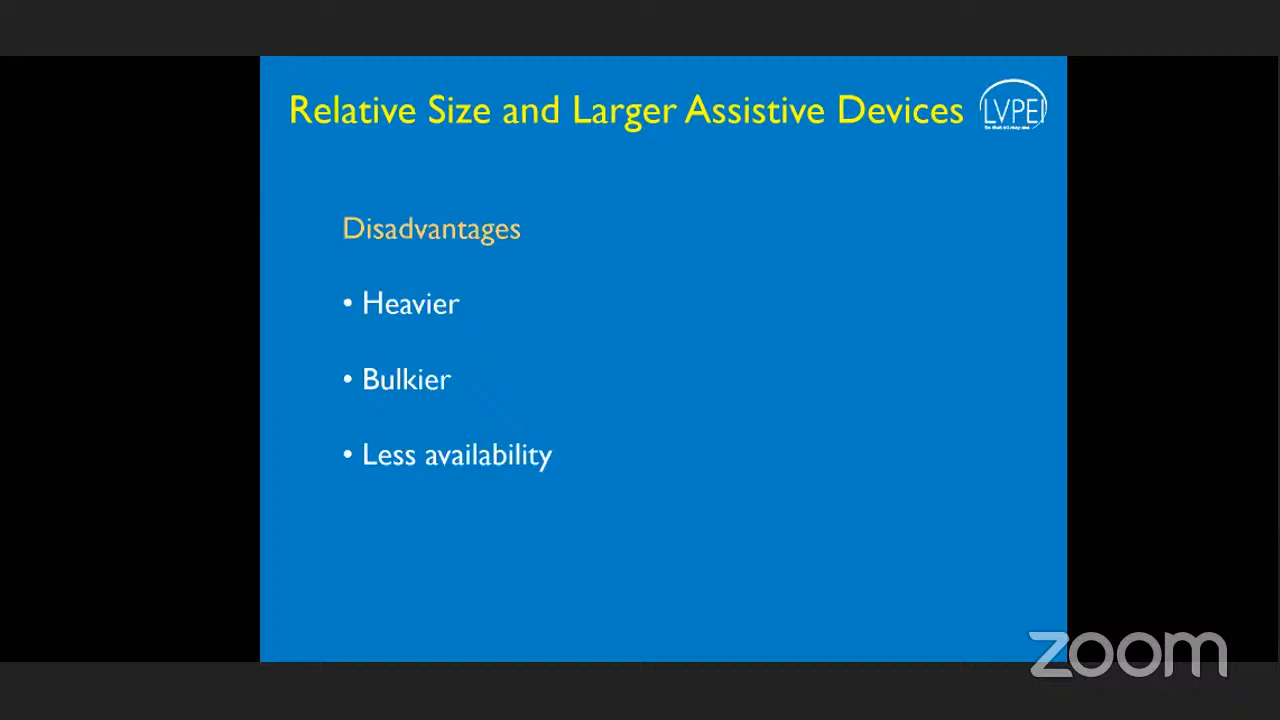 Relative Size and Larger Assistive Devices
LVPEI
Disadvantages
• Heavier
• Bulkier
• Less availability
zoom